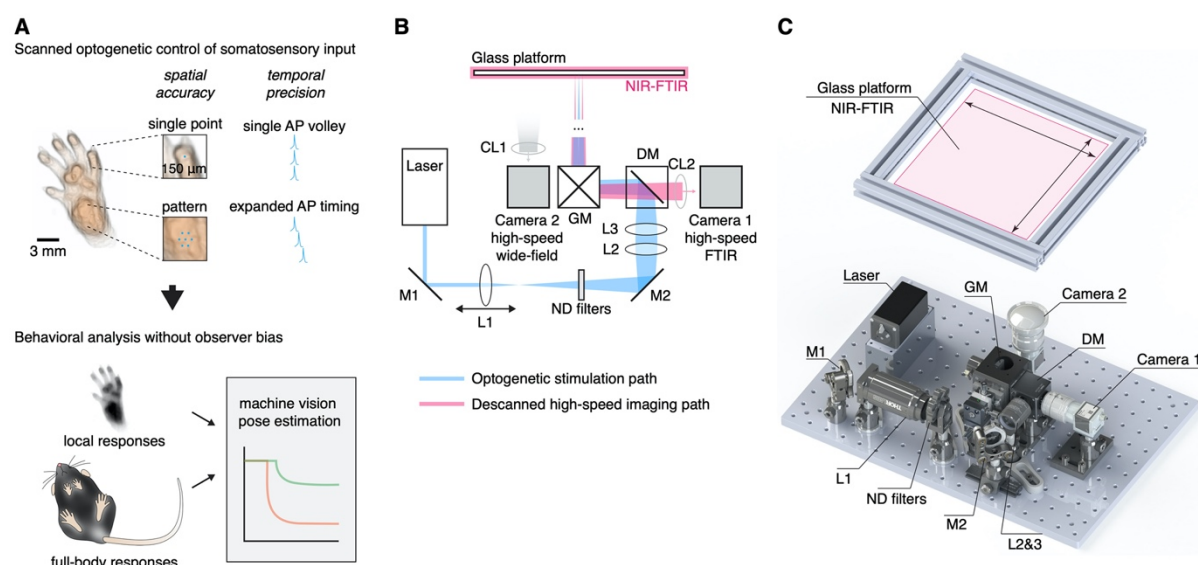 A
Scanned optogenetic control of somatosensory input
spatial
accuracy
temporal
precision
single point
single AP volley
150 µm
pattern
expanded AP timing
3 mm
Behavioral analysis without observer bias
local responses
machine vision
pose estimation
full-body responses
B
Glass platform
NIR-FTIR
...
CL1
DM
CL2
Laser
Camera 2
high-speed
wide-field
GM
Camera 1
high-speed
FTIR
L3
L2
M1
L1
ND filters
M2
Optogenetic stimulation path
Descanned high-speed imaging path
C
Glass platform
NIR-FTIR
Laser
GM
Camera 2
DM
M1
Camera 1
L1
ND filters
M2
L2&3